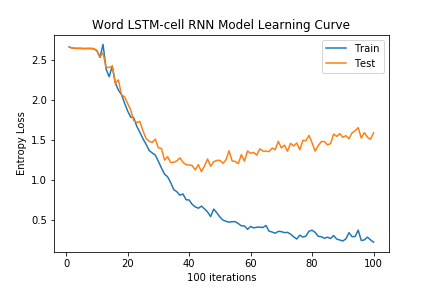 Word LSTM-cell RNN Model Learning Curve
Train
Test
Entropy Loss
2.5
2.0
1.5
1.0
0.5
0 20 40 60 80 100
100 iterations